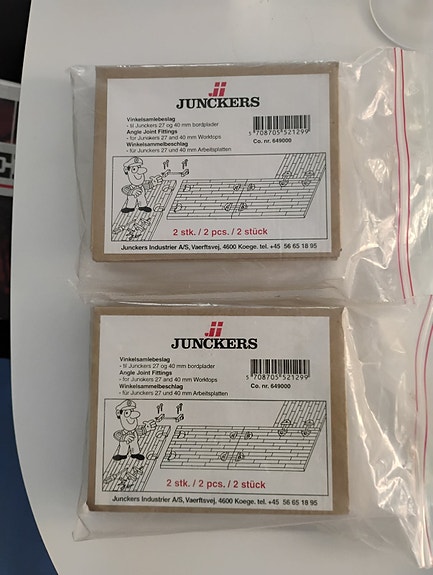 JUNCKERS
Vinkelsamlebeslag
- til Junckers 27 og 40 mm bordplader
Angle Joint Fittings
- for Junckers 27 and 40 mm Worktops
Winkelsammelbeschlag
- für Junckers 27 und 40 mm Arbeitsplatten
5 708705 521299
Co. nr. 649000
2 stk. / 2 pcs. / 2 stück
Junckers Industrier A/S, Vaerftsvej, 4600 Koege. tel. +45 56 65 18 95
JUNCKERS
Vinkelsamlebeslag
- til Junckers 27 og 40 mm bordplader
Angle Joint Fittings
- for Junckers 27 and 40 mm Worktops
Winkelsammelbeschlag
- für Junckers 27 und 40 mm Arbeitsplatten
5 708705 521299
Co. nr. 649000
2 stk. / 2 pcs. / 2 stück
Junckers Industrier A/S, Vaerftsvej, 4600 Koege. tel. +45 56 65 18 95